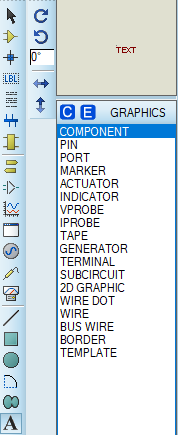 TEXT
LBL
0°
C E GRAPHICS
COMPONENT
PIN
PORT
MARKER
ACTUATOR
INDICATOR
VPROBE
IPROBE
TAPE
GENERATOR
TERMINAL
SUBCIRCUIT
2D GRAPHIC
WIRE DOT
WIRE
BUS WIRE
BORDER
TEMPLATE
A